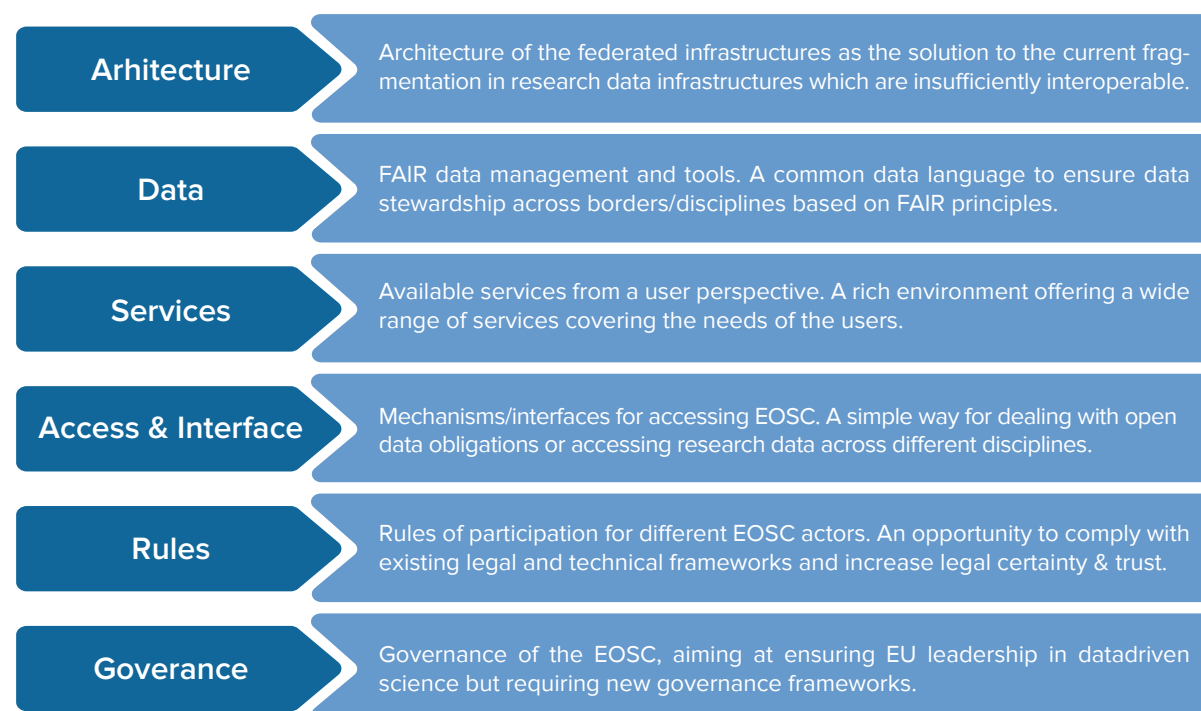 Arhitecture
Architecture of the federated infrastructures as the solution to the current frag-
mentation in research data infrastructures which are insufficiently interoperable.
Data
FAIR data management and tools. A common data language to ensure data
stewardship across borders/disciplines based on FAIR principles.
Services
Available services from a user perspective. A rich environment offering a wide
range of services covering the needs of the users.
Access & Interface
Mechanisms/interfaces for accessing EOSC. A simple way for dealing with open
data obligations or accessing research data across different disciplines.
Rules
Rules of participation for different EOSC actors. An opportunity to comply with
existing legal and technical frameworks and increase legal certainty & trust.
Goverance
Governance of the EOSC, aiming at ensuring EU leadership in datadriven
science but requiring new governance frameworks.